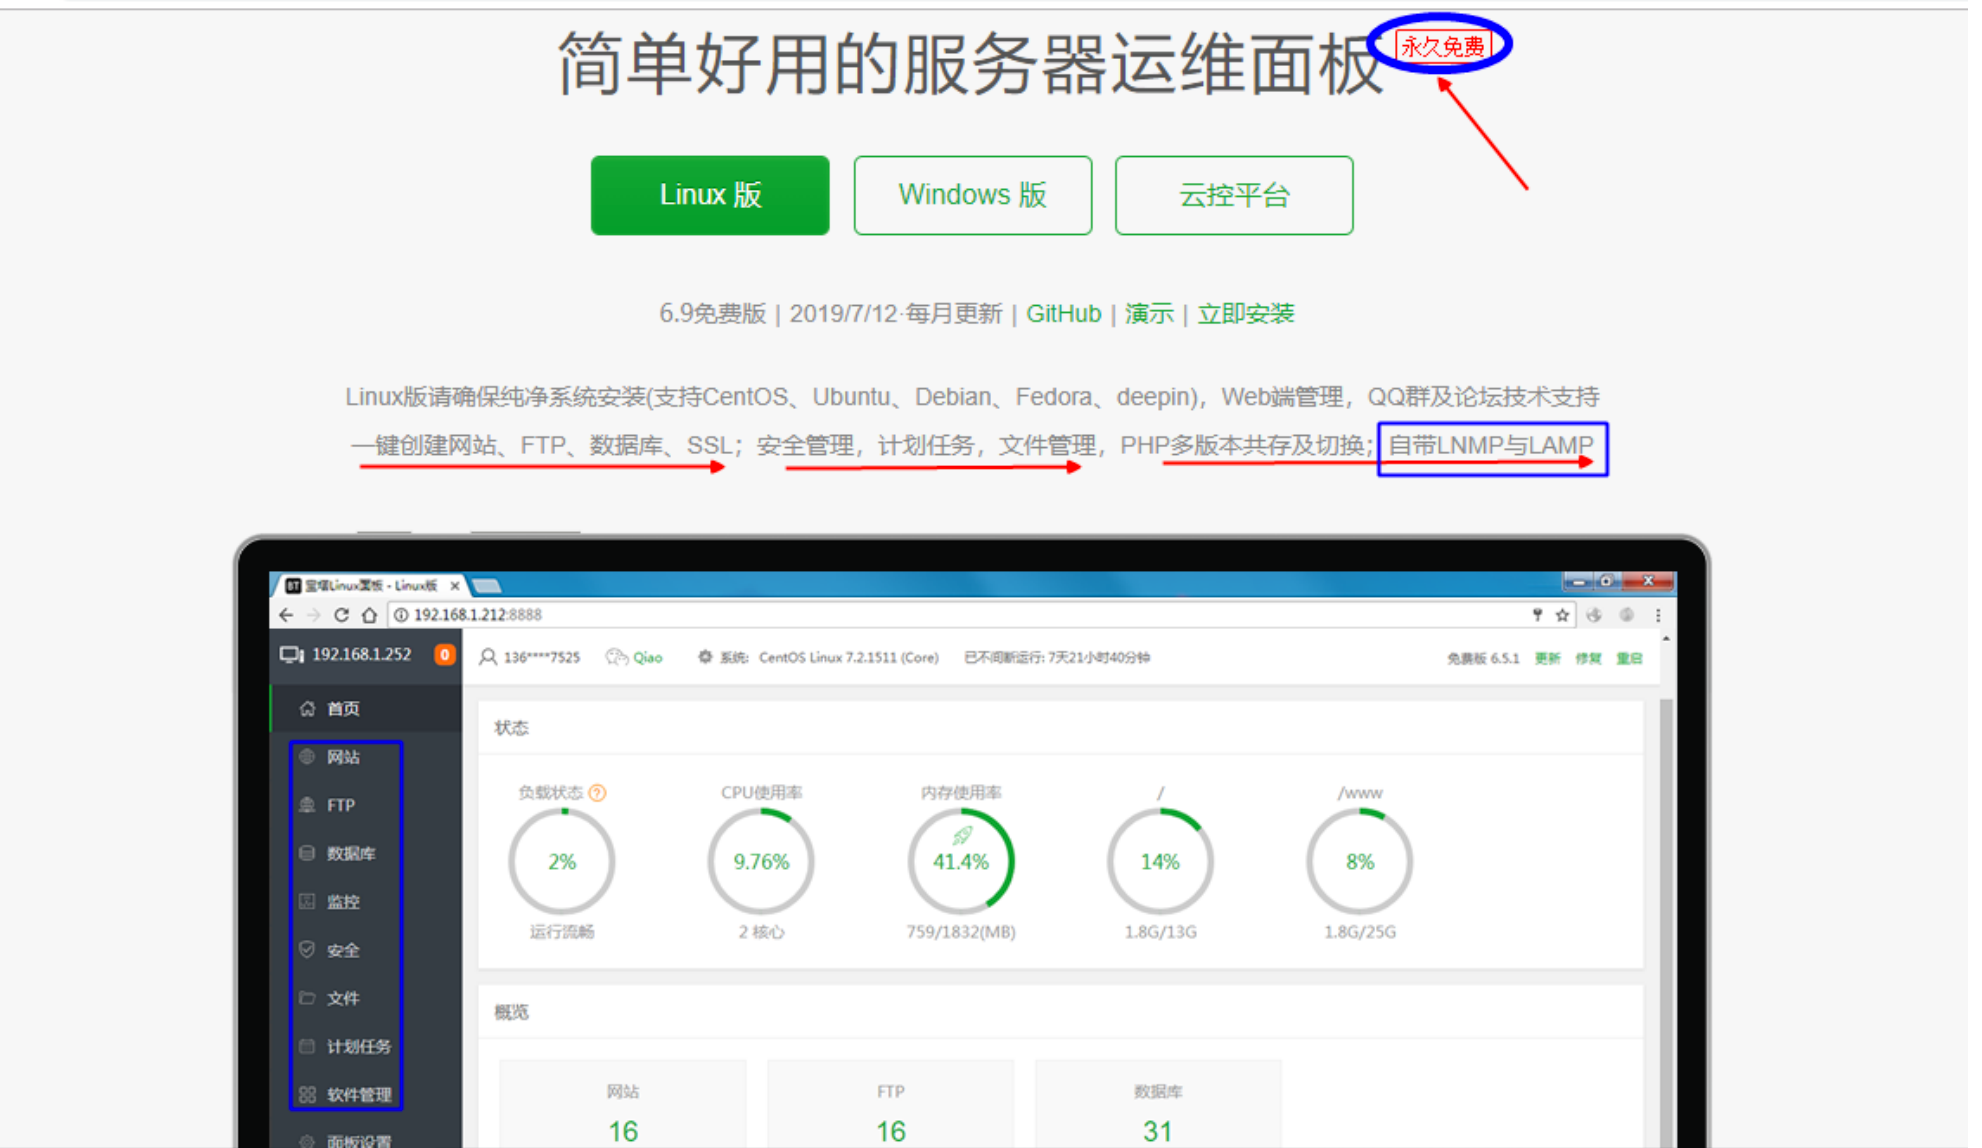 简单好用的服务器运维面板 永久免费
Linux 版 Windows 版 云控平台
6.9免费版 | 2019/7/12·每月更新 | GitHub | 演示 | 立即安装
Linux版请确保纯净系统安装(支持CentOS、Ubuntu、Debian、Fedora、deepin)，Web端管理，QQ群及论坛技术支持
一键创建网站、FTP、数据库、SSL；安全管理，计划任务，文件管理，PHP多版本共存及切换；自带LNMP与LAMP
BT 宝塔Linux面板 - Linux版
192.168.1.212:8888
192.168.1.252 0 136****7525 Qiao 系统: CentOS Linux 7.2.1511 (Core) 已不间断运行: 7天21小时40分钟 免费版 6.5.1 更新 修复 重启
首页
网站
FTP
数据库
监控
安全
文件
计划任务
软件管理
面板设置
状态
负载状态 CPU使用率 内存使用率 / /www
2% 9.76% 41.4% 14% 8%
运行流畅 2 核心 759/1832(MB) 1.8G/13G 1.8G/25G
概览
网站 FTP 数据库
16 16 31